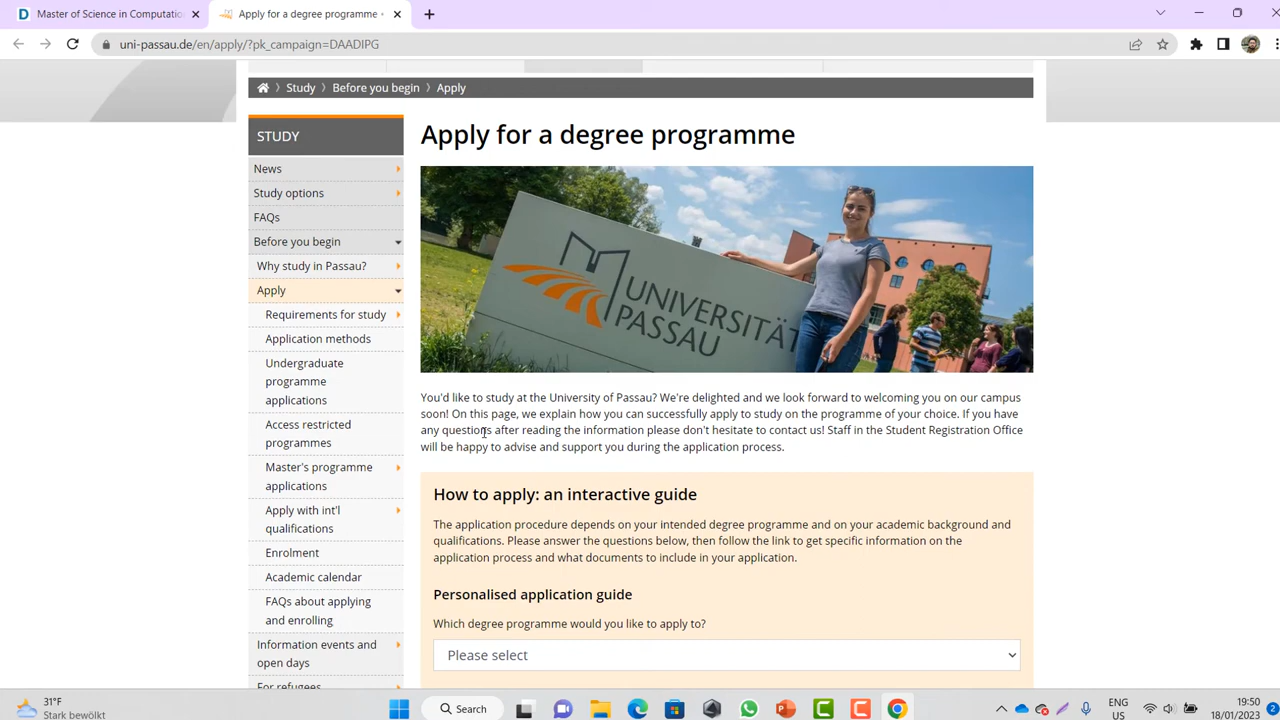 Master of Science in Computatio
Apply for a degree programme •
uni-passau.de/en/apply/?pk_campaign=DAADIPG
Study
Before you begin
Apply
STUDY
News
Study options
FAQs
Before you begin
Why study in Passau?
Apply
Requirements for study
Application methods
Undergraduate
programme
applications
Access restricted
programmes
Master's programme
applications
Apply with int'l
qualifications
Enrolment
Academic calendar
FAQs about applying
and enrolling
Information events and
open days
For refugees
Apply for a degree programme
UNIVERSITÄT
PASSAU
You'd like to study at the University of Passau? We're delighted and we look forward to welcoming you on our campus
soon! On this page, we explain how you can successfully apply to study on the programme of your choice. If you have
any questions after reading the information please don't hesitate to contact us! Staff in the Student Registration Office
will be happy to advise and support you during the application process.
How to apply: an interactive guide
The application procedure depends on your intended degree programme and on your academic background and
qualifications. Please answer the questions below, then follow the link to get specific information on the
application process and what documents to include in your application.
Personalised application guide
Which degree programme would you like to apply to?
Please select
31°F
Stark bewölkt
Search
ENG
US
19:50
18/01/2023
2